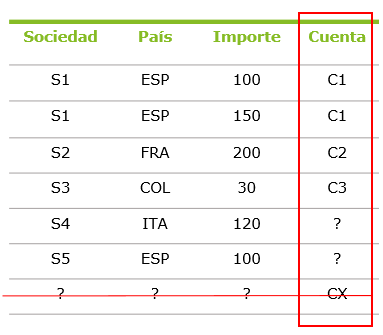 Sociedad País Importe Cuenta
S1 ESP 100 C1
S1 ESP 150 C1
S2 FRA 200 C2
S3 COL 30 C3
S4 ITA 120 ?
S5 ESP 100 ?
? ? ? CX